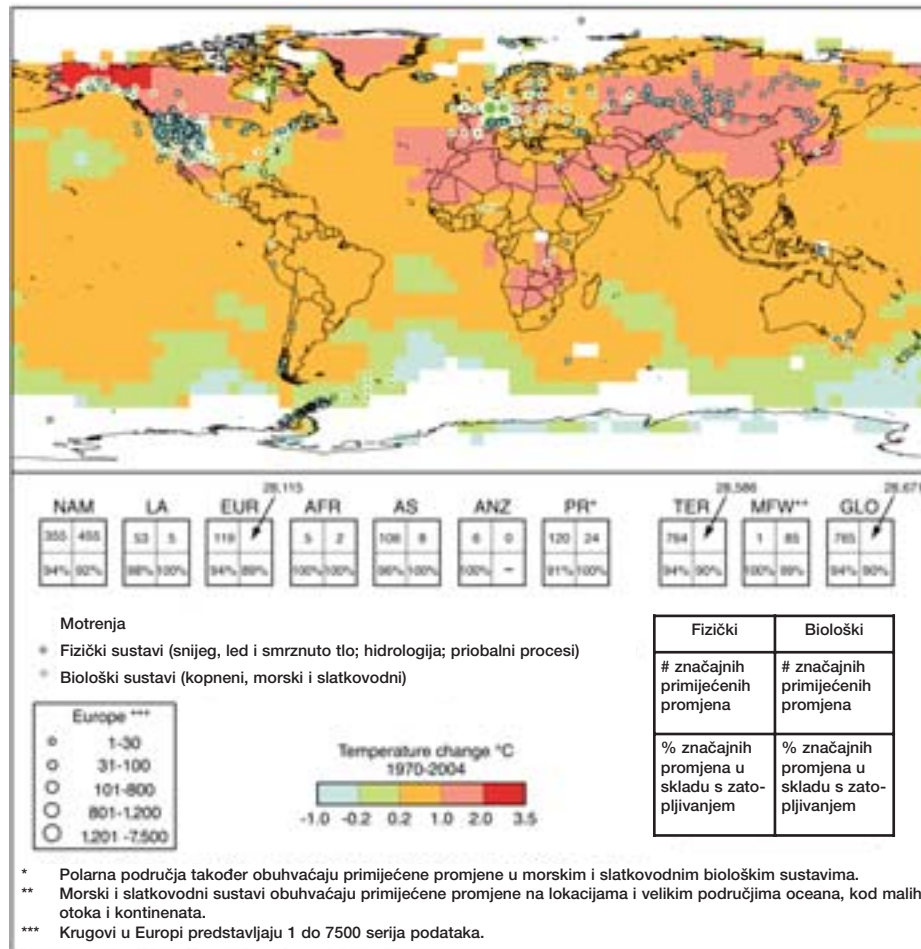 28,115
28,586
28,671
NAM LA EUR AFR AS ANZ PR* TER MFW** GLO
355 455 53 5 119 5 2 106 8 6 0 120 24 764 1 85 765
94% 92% 98% 100% 94% 89% 100% 100% 96% 100% 100% – 91% 100% 94% 90% 100% 99% 94% 90%
Motrenja
Fizički sustavi (snijeg, led i smrznuto tlo; hidrologija; priobalni procesi)
Biološki sustavi (kopneni, morski i slatkovodni)
Europe ***
1-30
31-100
101-800
801-1,200
1,201 -7,500
Temperature change °C
1970-2004
-1.0 -0.2 0.2 1.0 2.0 3.5
Fizički Biološki
# značajnih # značajnih
primijećenih primijećenih
promjena promjena
% značajnih % značajnih
promjena u promjena u
skladu s zato- skladu s zato-
pljivanjem pljivanjem
* Polarna područja također obuhvaćaju primijećene promjene u morskim i slatkovodnim biološkim sustavima.
** Morski i slatkovodni sustavi obuhvaćaju primijećene promjene na lokacijama i velikim područjima oceana, kod malih
otoka i kontinenata.
*** Krugovi u Europi predstavljaju 1 do 7500 serija podataka.